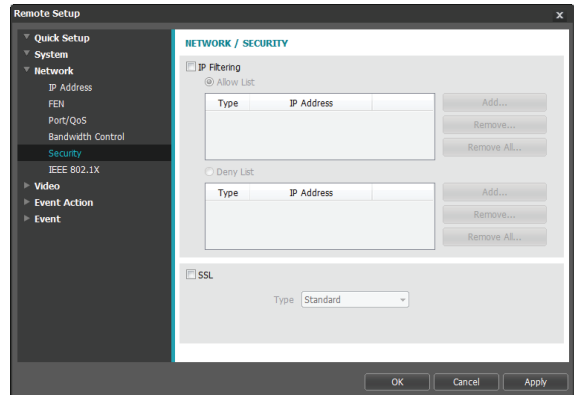 Remote Setup
x
Quick Setup
System
Network
IP Address
FEN
Port/QoS
Bandwidth Control
Security
IEEE 802.1X
Video
Event Action
Event
NETWORK / SECURITY
IP Filtering
Allow List
Type IP Address
Add...
Remove...
Remove All...
Deny List
Type IP Address
Add...
Remove...
Remove All...
SSL
Type Standard
OK Cancel Apply